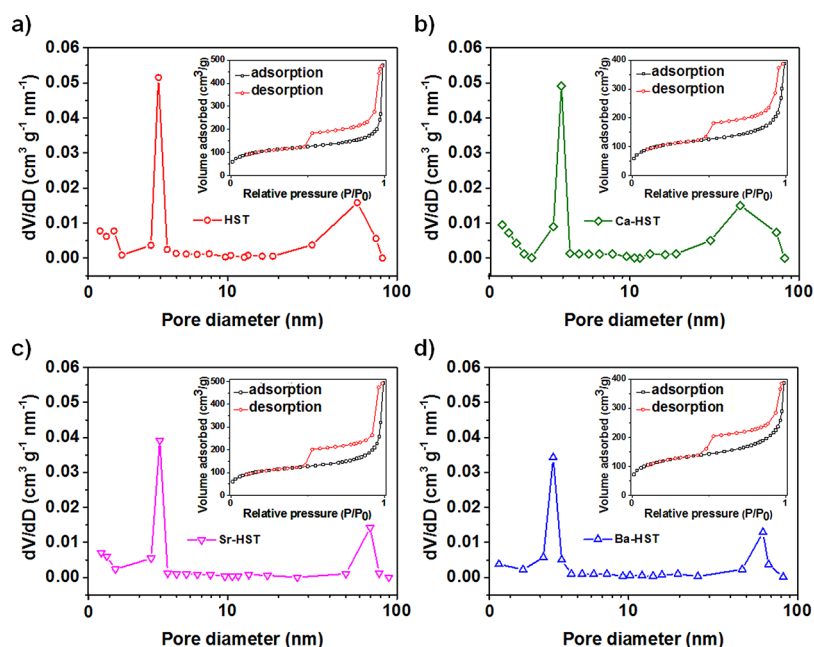 a)
dV/dD (cm³ g⁻¹ nm⁻¹)
0.06
0.05
0.04
0.03
0.02
0.01
0.00
0
10
100
Pore diameter (nm)
HST
Volume adsorbed (cm³/g)
500
400
300
200
100
0
0
1
adsorption
desorption
Relative pressure (P/P₀)
b)
dV/dD (cm³ g⁻¹ nm⁻¹)
0.06
0.05
0.04
0.03
0.02
0.01
0.00
0
10
100
Pore diameter (nm)
Ca-HST
Volume adsorbed (cm³/g)
400
300
200
100
0
0
1
adsorption
desorption
Relative pressure (P/P₀)
c)
dV/dD (cm³ g⁻¹ nm⁻¹)
0.06
0.05
0.04
0.03
0.02
0.01
0.00
0
10
100
Pore diameter (nm)
Sr-HST
Volume adsorbed (cm³/g)
500
400
300
200
100
0
0
1
adsorption
desorption
Relative pressure (P/P₀)
d)
dV/dD (cm³ g⁻¹ nm⁻¹)
0.06
0.05
0.04
0.03
0.02
0.01
0.00
0
10
100
Pore diameter (nm)
Ba-HST
Volume adsorbed (cm³/g)
400
300
200
100
0
0
1
adsorption
desorption
Relative pressure (P/P₀)